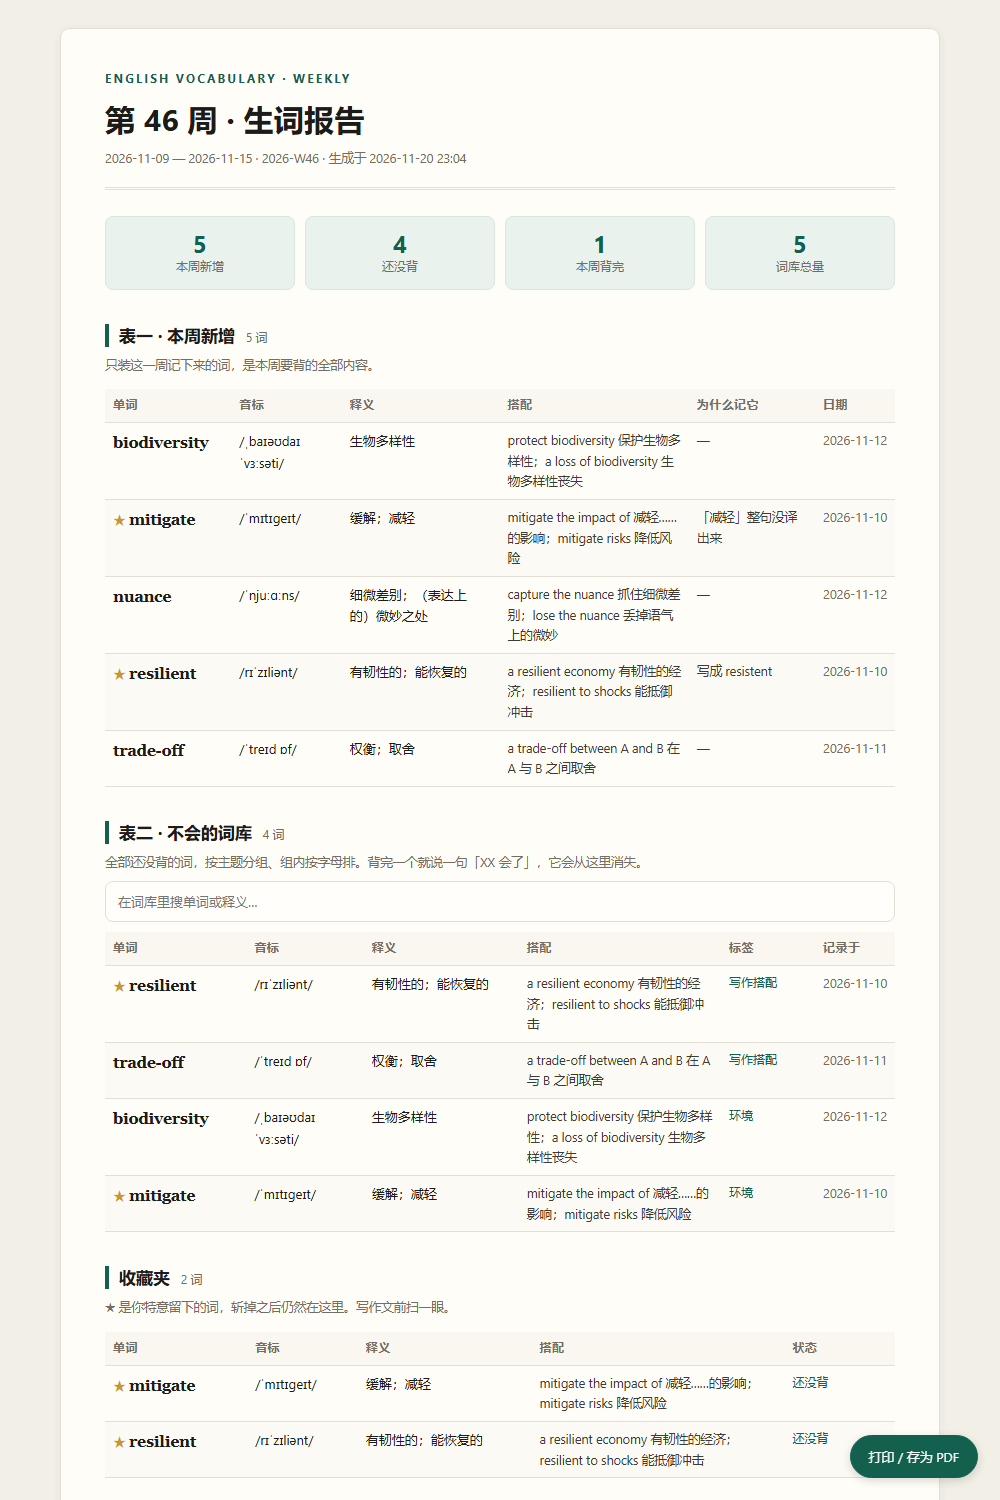 ENGLISH VOCABULARY · WEEKLY
第 46 周 · 生词报告
2026-11-09 — 2026-11-15 · 2026-W46 · 生成于 2026-11-20 23:04
5
本周新增
4
还没背
1
本周背完
5
词库总量
表一 · 本周新增 5 词
只装这一周记下来的词，是本周要背的全部内容。
单词 音标 释义 搭配 为什么记它 日期
biodiversity /ˌbaɪəʊdaɪ 生物多样性 protect biodiversity 保护生物多 — 2026-11-12
ˈvɜːsəti/ 样性；a loss of biodiversity 生
物多样性丧失
★ mitigate /ˈmɪtɪɡeɪt/ 缓解；减轻 mitigate the impact of 减轻…… 「减轻」整句没译 2026-11-10
的影响；mitigate risks 降低风 出来
险
nuance /ˈnjuːɑːns/ 细微差别；（表达上 capture the nuance 抓住细微差 — 2026-11-12
的）微妙之处 别；lose the nuance 丢掉语气
上的微妙
★ resilient /rɪˈzɪliənt/ 有韧性的；能恢复的 a resilient economy 有韧性的经 写成 resistent 2026-11-10
济；resilient to shocks 能抵御
冲击
trade-off /ˈtreɪd ɒf/ 权衡；取舍 a trade-off between A and B 在 — 2026-11-11
A 与 B 之间取舍
表二 · 不会的词库 4 词
全部还没背的词，按主题分组、组内按字母排。背完一个就说一句「XX 会了」，它会从这里消失。
在词库里搜单词或释义…
单词 音标 释义 搭配 标签 记录于
★ resilient /rɪˈzɪliənt/ 有韧性的；能恢复的 a resilient economy 有韧性的经 写作搭配 2026-11-10
济；resilient to shocks 能抵御冲
击
trade-off /ˈtreɪd ɒf/ 权衡；取舍 a trade-off between A and B 在 A 写作搭配 2026-11-11
与 B 之间取舍
biodiversity /ˌbaɪəʊdaɪ 生物多样性 protect biodiversity 保护生物多样 环境 2026-11-12
ˈvɜːsəti/ 性；a loss of biodiversity 生物多
样性丧失
★ mitigate /ˈmɪtɪɡeɪt/ 缓解；减轻 mitigate the impact of 减轻……的 环境 2026-11-10
影响；mitigate risks 降低风险
收藏夹 2 词
★ 是你特意留下的词，斩掉之后仍然在这里。写作文前扫一眼。
单词 音标 释义 搭配 状态
★ mitigate /ˈmɪtɪɡeɪt/ 缓解；减轻 mitigate the impact of 减轻……的影响； 还没背
mitigate risks 降低风险
★ resilient /rɪˈzɪliənt/ 有韧性的；能恢复的 a resilient economy 有韧性的经济； 还没背
resilient to shocks 能抵御冲击
打印 / 存为 PDF